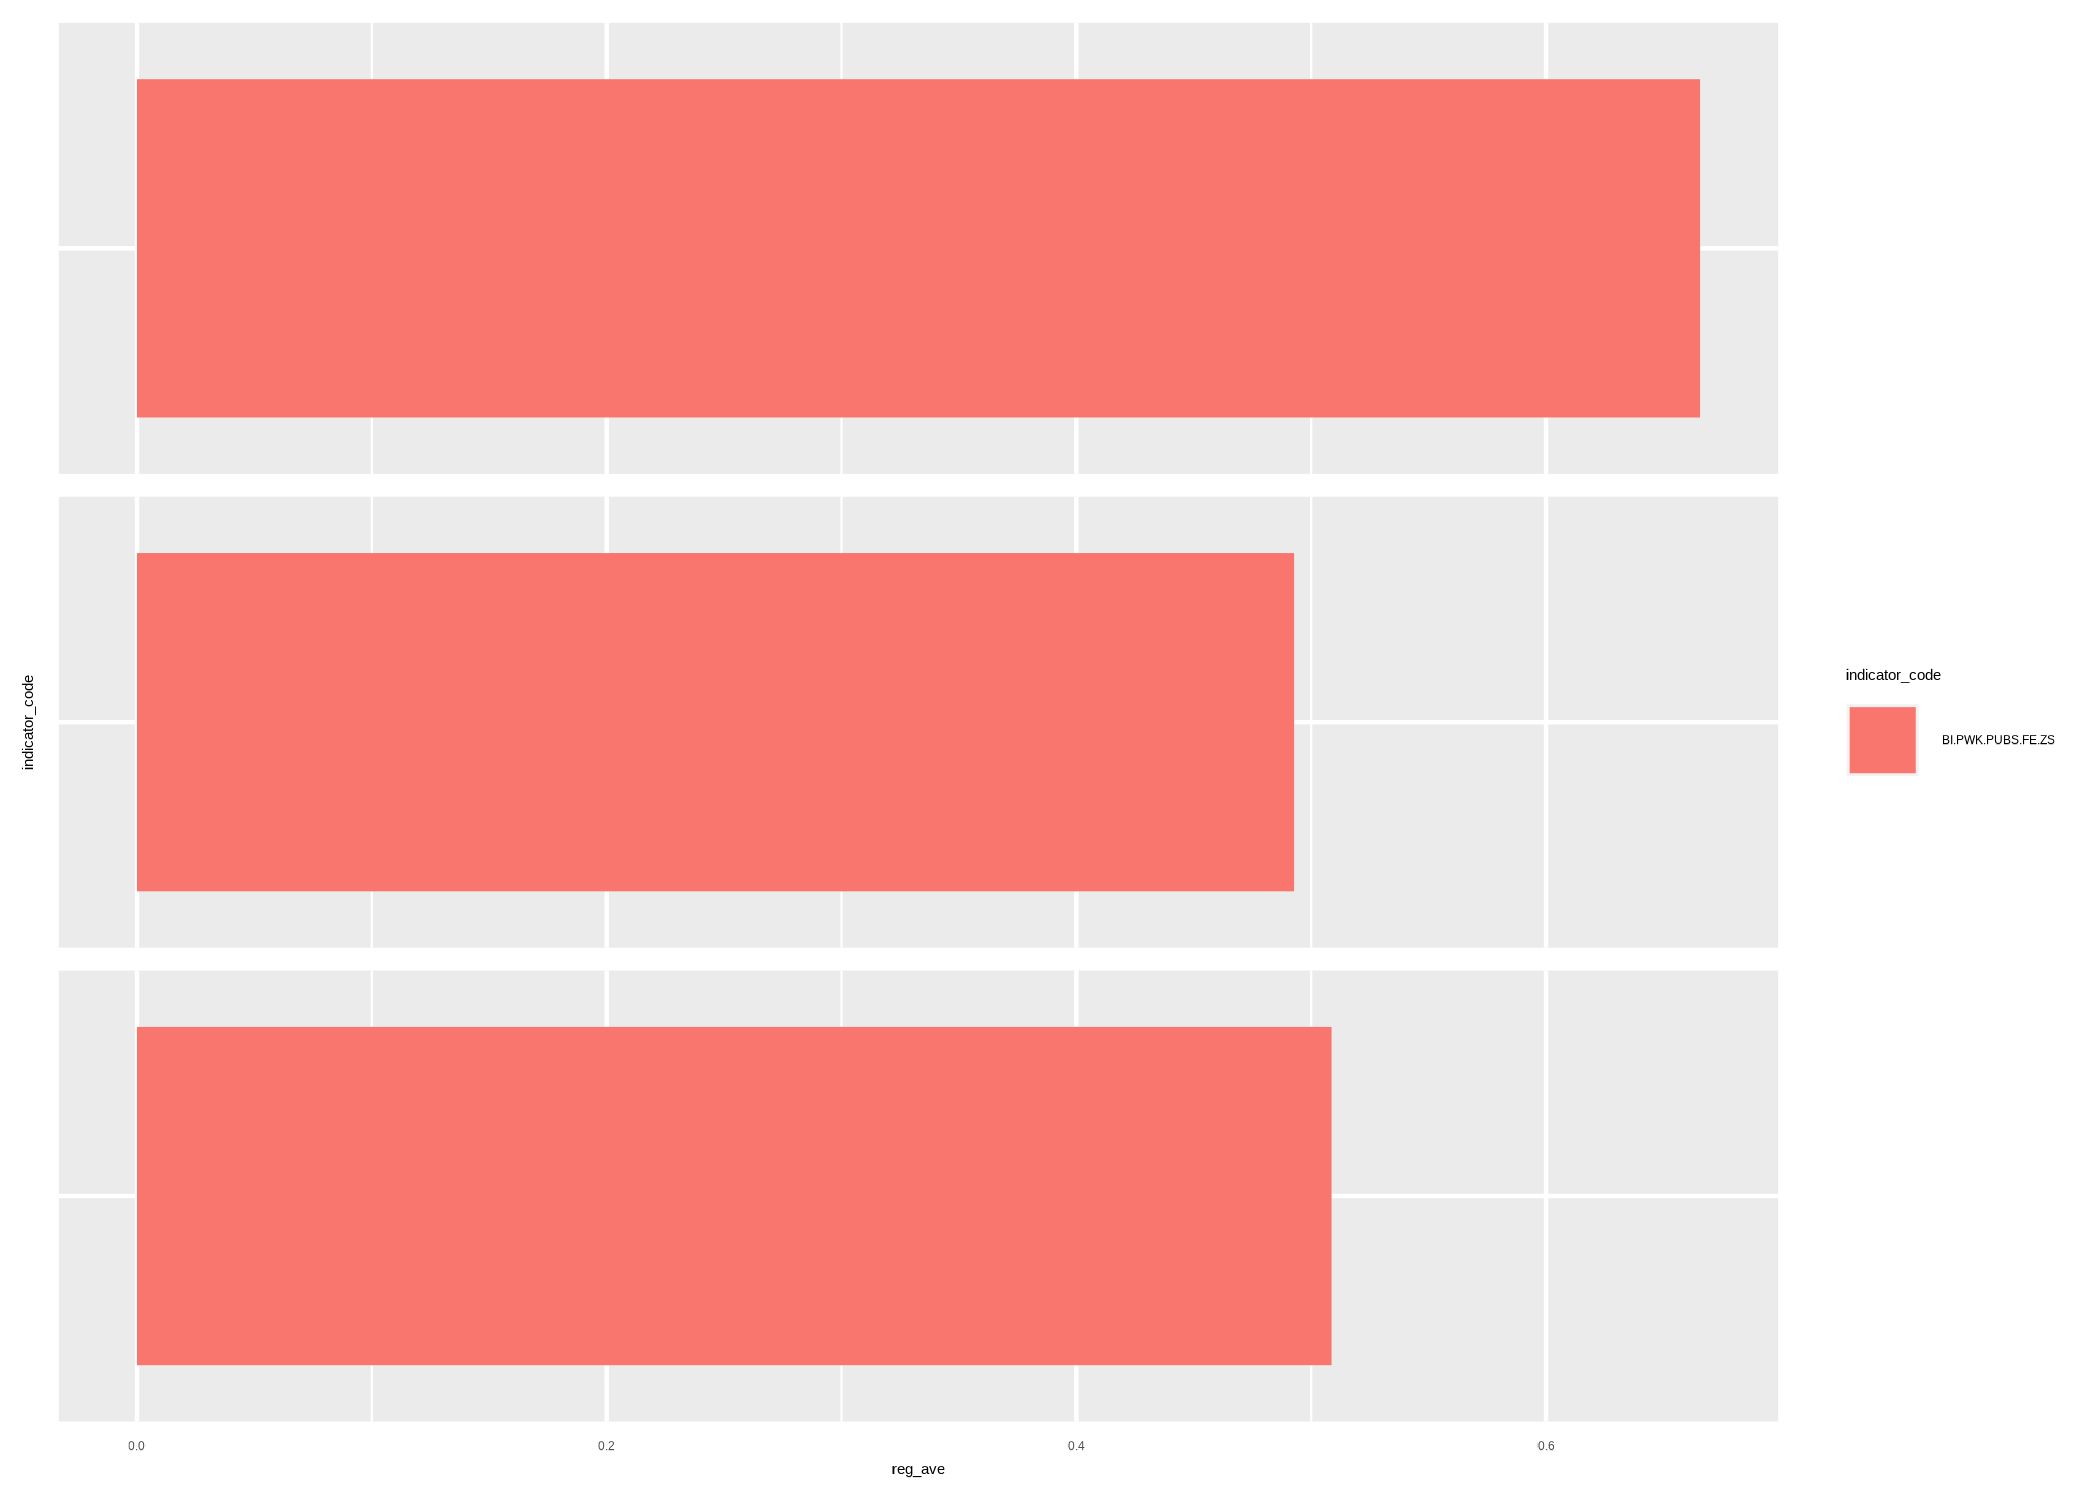 indicator_code
indicator_code
BI.PWK.PUBS.FE.ZS
0.0 0.2 0.4 0.6
reg_ave